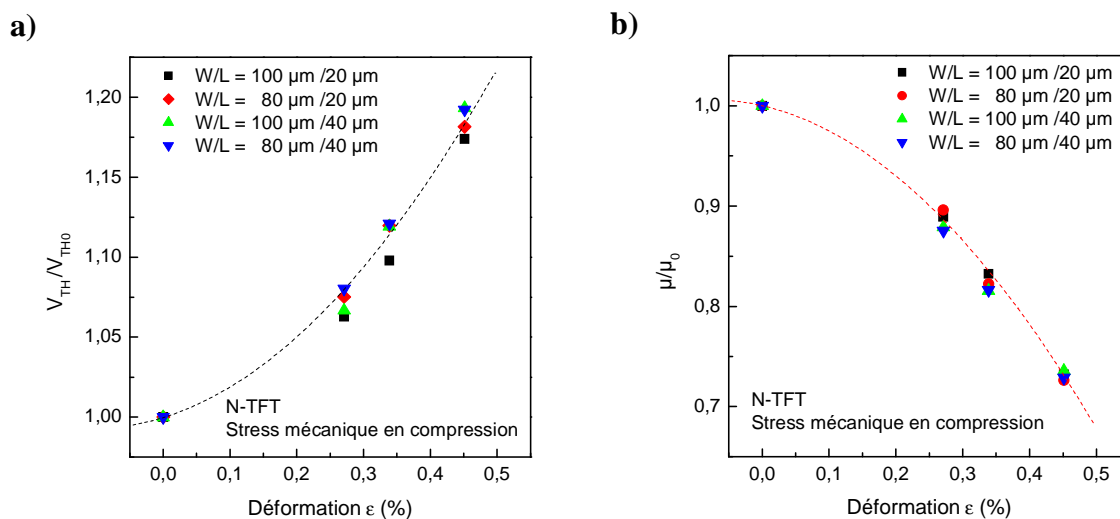 a)
W/L = 100 µm /20 µm
W/L = 80 µm /20 µm
W/L = 100 µm /40 µm
W/L = 80 µm /40 µm
1,20
1,15
1,10
1,05
1,00
V_TH/V_TH0
N-TFT
Stress mécanique en compression
0,0 0,1 0,2 0,3 0,4 0,5
Déformation ε (%)
b)
W/L = 100 µm /20 µm
W/L = 80 µm /20 µm
W/L = 100 µm /40 µm
W/L = 80 µm /40 µm
1,0
0,9
0,8
0,7
µ/µ_0
N-TFT
Stress mécanique en compression
0,0 0,1 0,2 0,3 0,4 0,5
Déformation ε (%)